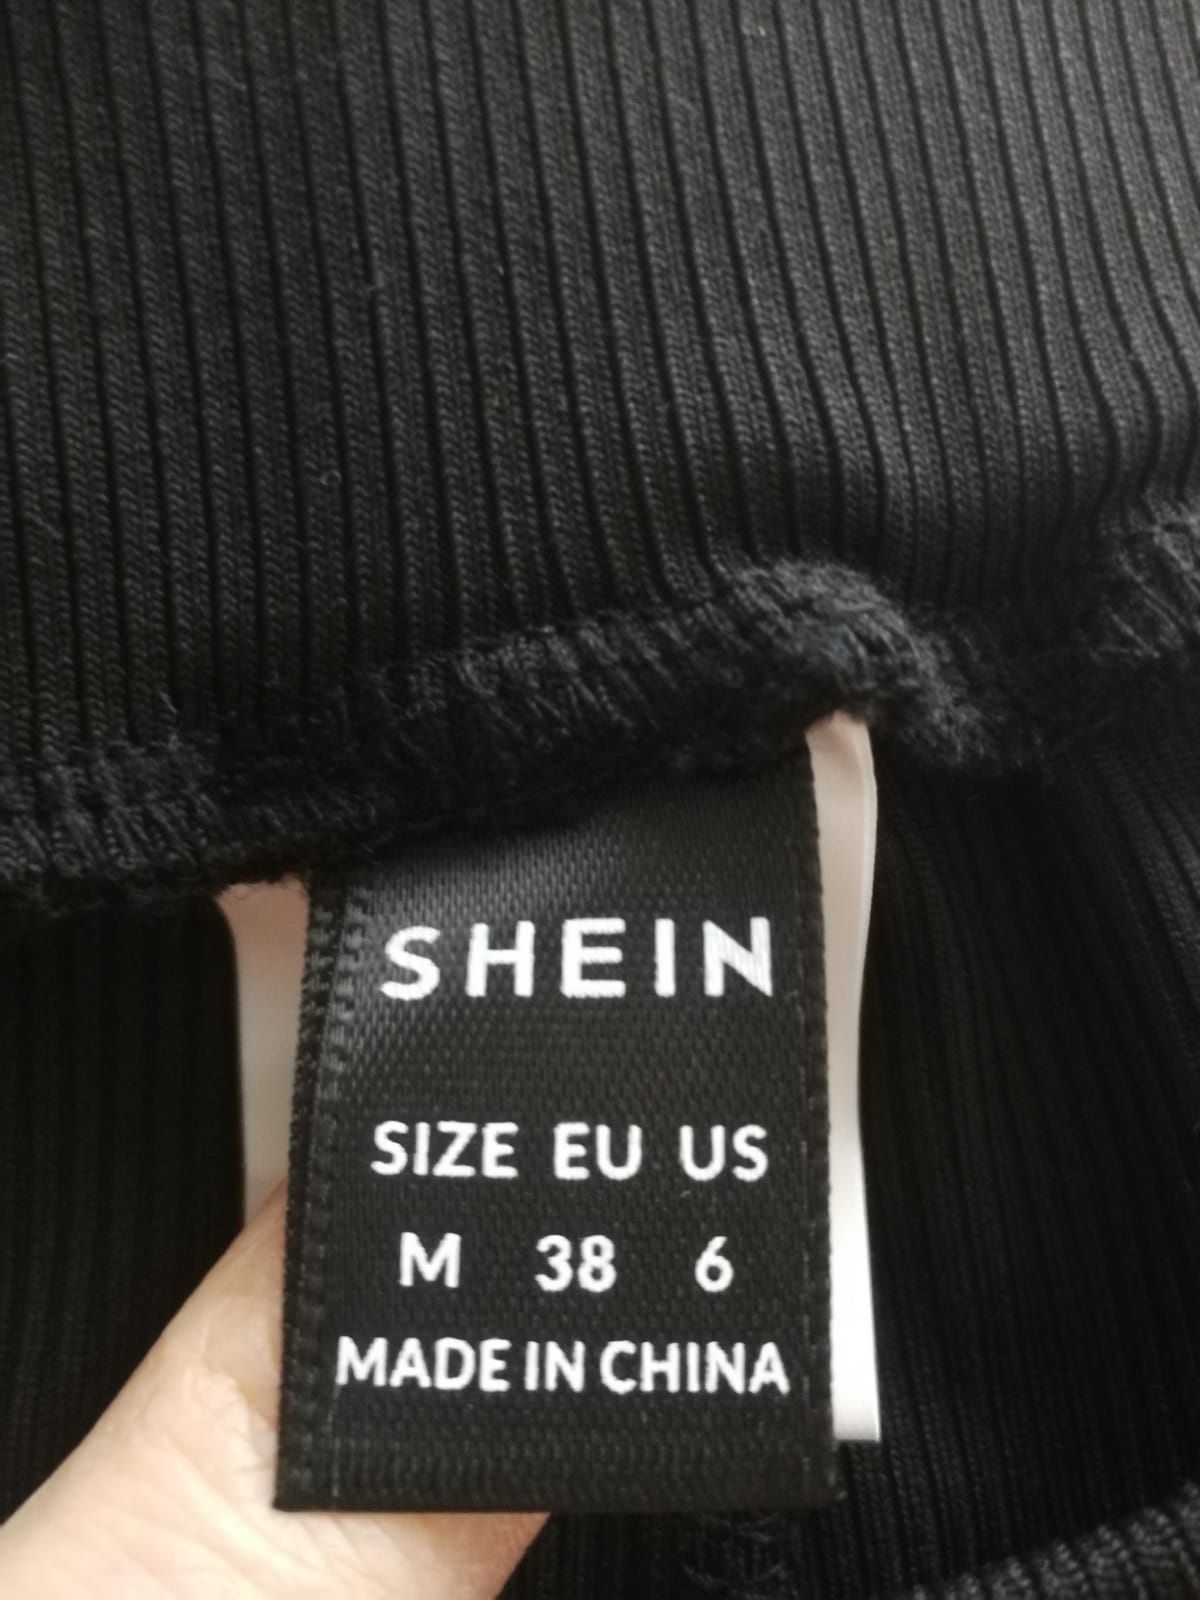 SHEIN
SIZE EU US
M 38 6
MADE IN CHINA